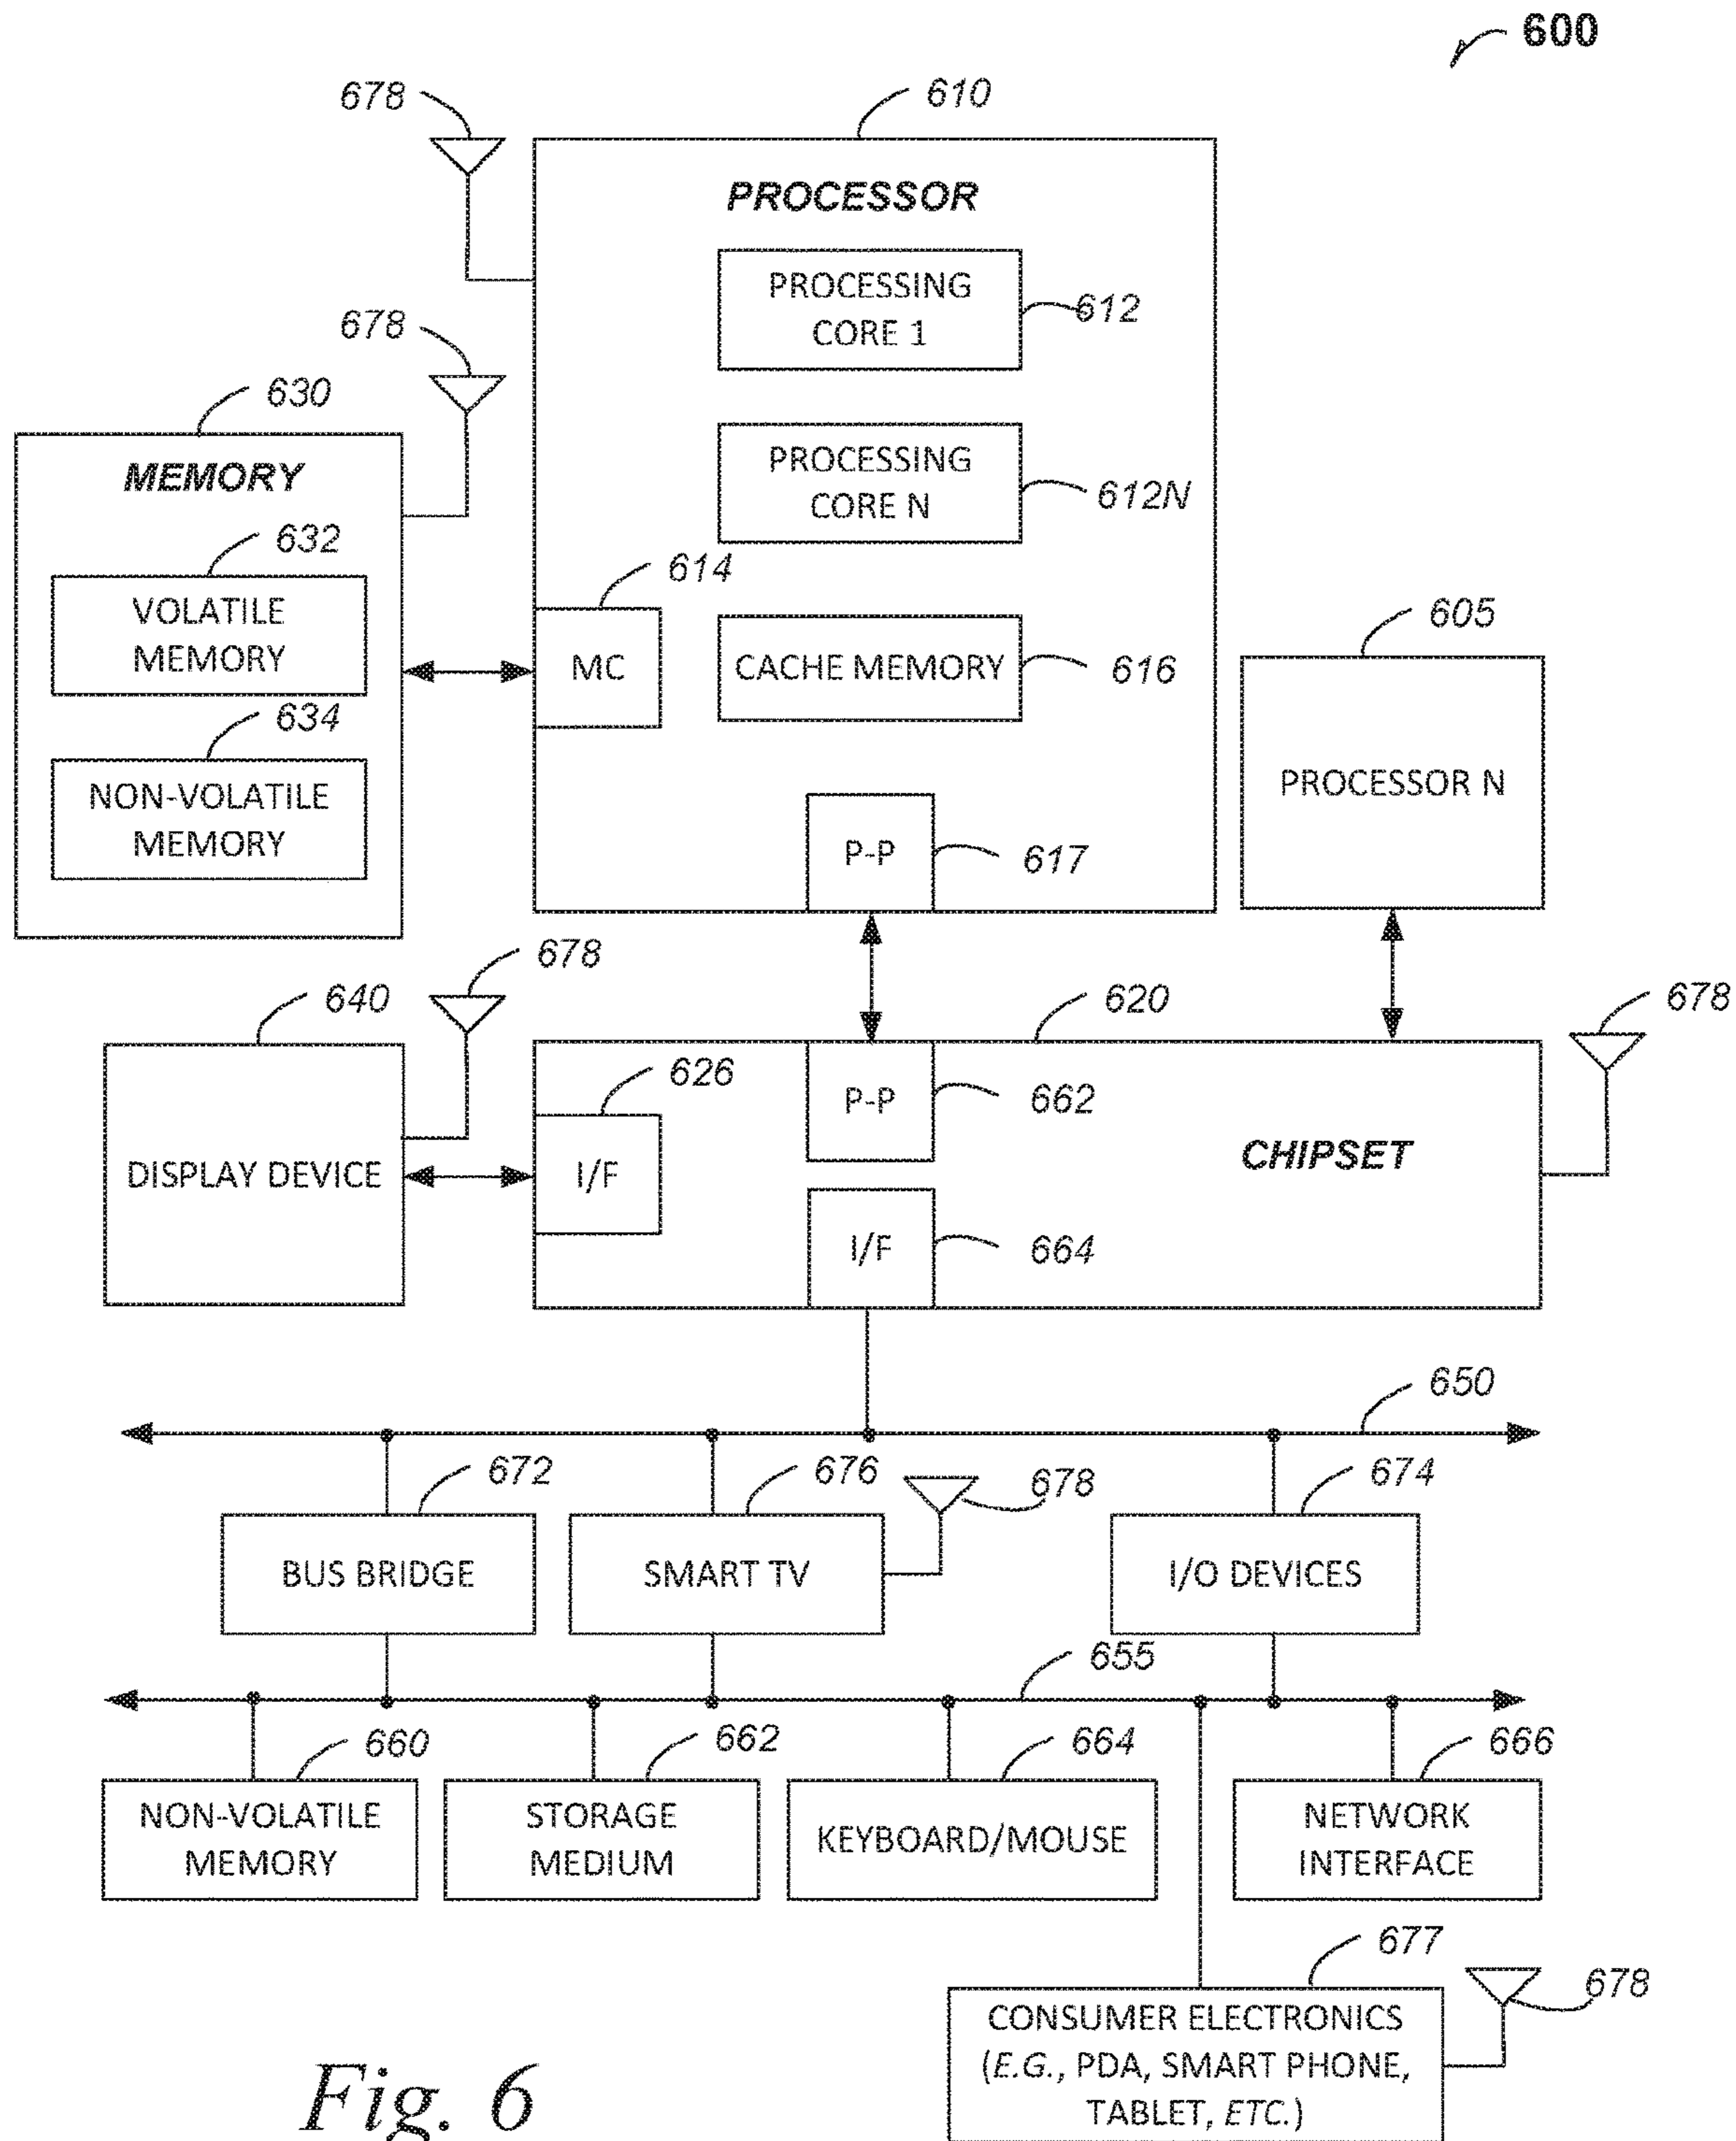 600
678
610
PROCESSOR
PROCESSING
CORE 1
612
678
630
MEMORY
PROCESSING
CORE N
612N
632
VOLATILE
MEMORY
614
MC
CACHE MEMORY
616
605
PROCESSOR N
634
NON-VOLATILE
MEMORY
P-P
617
678
640
DISPLAY DEVICE
620
678
626
I/F
P-P
662
CHIPSET
I/F
664
650
672
BUS BRIDGE
676
SMART TV
678
674
I/O DEVICES
655
660
NON-VOLATILE
MEMORY
662
STORAGE
MEDIUM
664
KEYBOARD/MOUSE
666
NETWORK
INTERFACE
677
CONSUMER ELECTRONICS
(E.G., PDA, SMART PHONE,
TABLET, ETC.)
678
Fig. 6